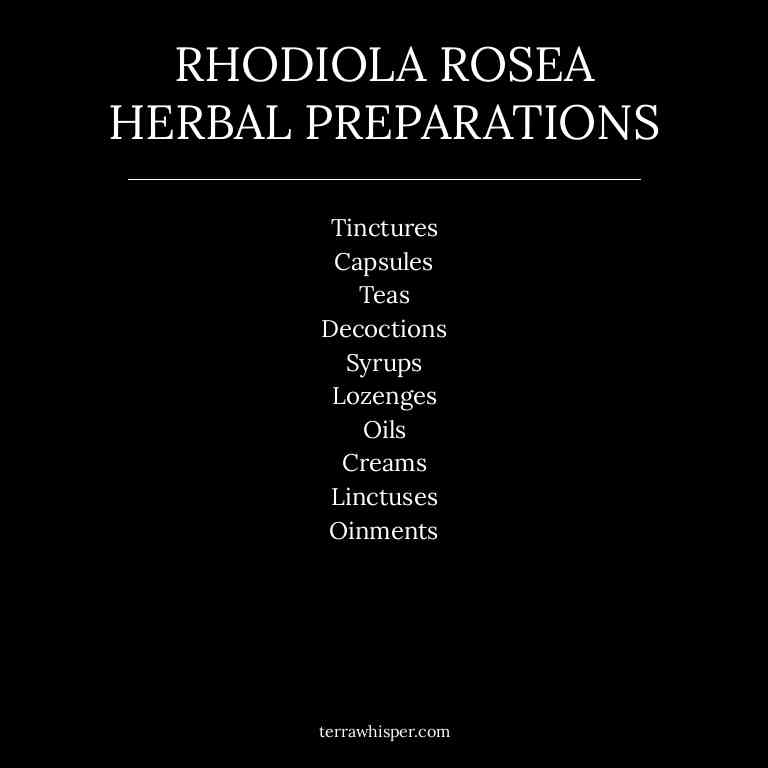 RHODIOLA ROSEA
HERBAL PREPARATIONS
Tinctures
Capsules
Teas
Decoctions
Syrups
Lozenges
Oils
Creams
Linctuses
Oinments
terrawhisper.com